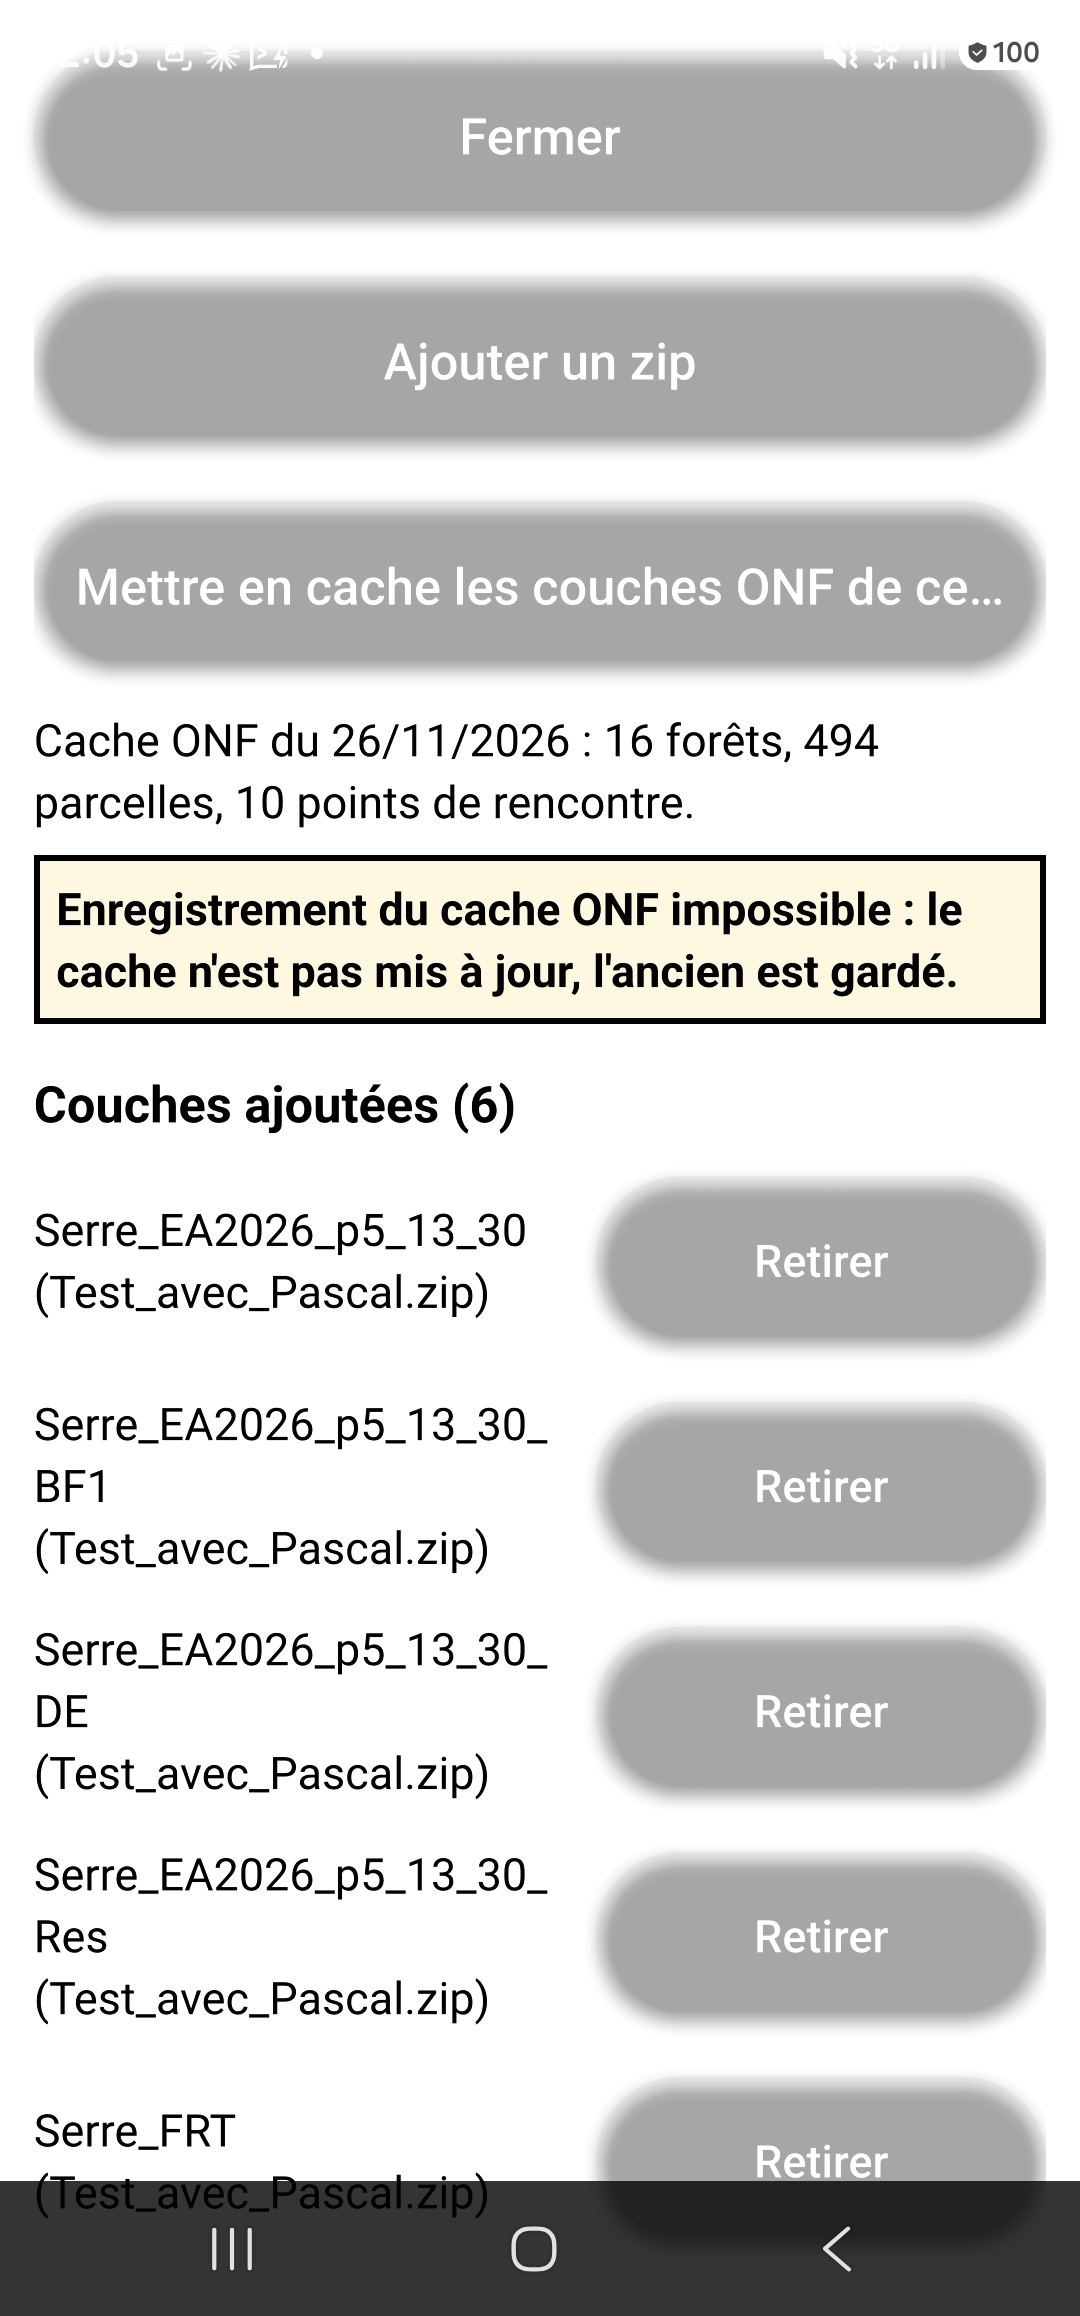 :05
100
Fermer
Ajouter un zip
Mettre en cache les couches ONF de ce...
Cache ONF du 26/11/2026 : 16 forêts, 494
parcelles, 10 points de rencontre.
Enregistrement du cache ONF impossible : le
cache n'est pas mis à jour, l'ancien est gardé.
Couches ajoutées (6)
Serre_EA2026_p5_13_30
(Test_avec_Pascal.zip)
Retirer
Serre_EA2026_p5_13_30_
BF1
(Test_avec_Pascal.zip)
Retirer
Serre_EA2026_p5_13_30_
DE
(Test_avec_Pascal.zip)
Retirer
Serre_EA2026_p5_13_30_
Res
(Test_avec_Pascal.zip)
Retirer
Serre_FRT
(Test_avec_Pascal.zip)
Retirer